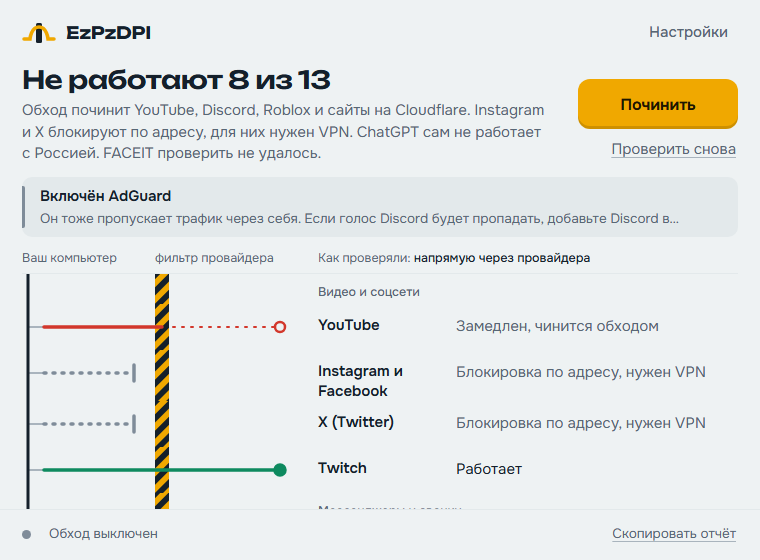 EzPzDPI
Настройки
Не работают 8 из 13
Обход починит YouTube, Discord, Roblox и сайты на Cloudflare. Instagram
и X блокируют по адресу, для них нужен VPN. ChatGPT сам не работает
с Россией. FACEIT проверить не удалось.
Починить
Проверить снова
Включён AdGuard
Он тоже пропускает трафик через себя. Если голос Discord будет пропадать, добавьте Discord в...
Ваш компьютер
фильтр провайдера
Как проверяли: напрямую через провайдера
Видео и соцсети
YouTube
Замедлен, чинится обходом
Instagram и
Facebook
Блокировка по адресу, нужен VPN
X (Twitter)
Блокировка по адресу, нужен VPN
Twitch
Работает
Обход выключен
Скопировать отчёт